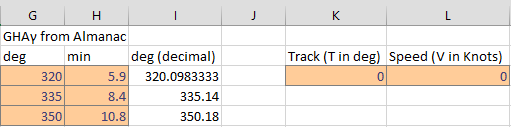 G H I J K L
GHAγ from Almanac
deg min deg (decimal) Track (T in deg) Speed (V in Knots)
320 5.9 320.0983333 0 0
335 8.4 335.14
350 10.8 350.18